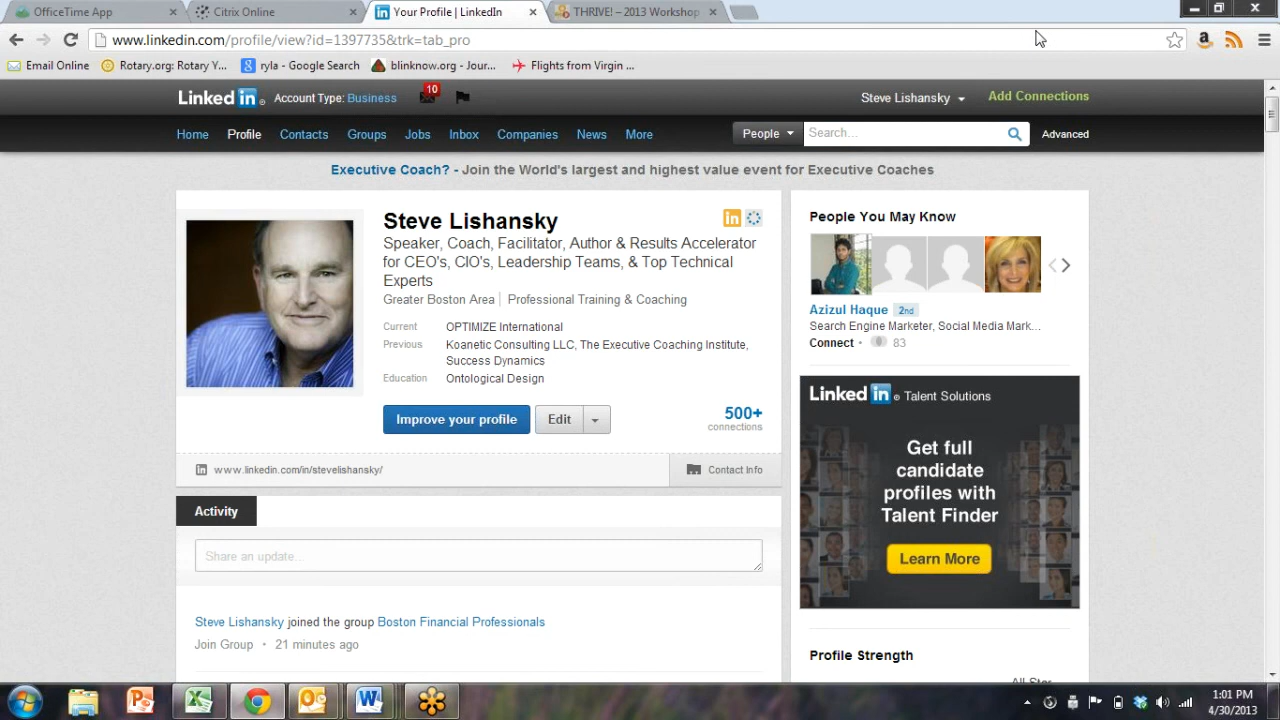 OfficeTime App
Citrix Online
Your Profile | LinkedIn
THRIVE! – 2013 Workshop
www.linkedin.com/profile/view?id=1397735&trk=tab_pro
Email Online
Rotary.org: Rotary Y...
ryla - Google Search
blinknow.org - Jour...
Flights from Virgin ...
Linked in
Account Type: Business
10
Steve Lishansky
Add Connections
Home Profile Contacts Groups Jobs Inbox Companies News More
People
Search...
Advanced
Executive Coach? - Join the World's largest and highest value event for Executive Coaches
Steve Lishansky
Speaker, Coach, Facilitator, Author & Results Accelerator
for CEO's, CIO's, Leadership Teams, & Top Technical
Experts
Greater Boston Area | Professional Training & Coaching
Current OPTIMIZE International
Previous Koanetic Consulting LLC, The Executive Coaching Institute,
Success Dynamics
Education Ontological Design
Improve your profile
Edit
500+
connections
www.linkedin.com/in/stevelishansky/
Contact Info
Activity
Share an update...
Steve Lishansky joined the group Boston Financial Professionals
Join Group • 21 minutes ago
People You May Know
Azizul Haque 2nd
Search Engine Marketer, Social Media Mark...
Connect • 83
Linked in Talent Solutions
Get full
candidate
profiles with
Talent Finder
Learn More
Profile Strength
All-Star
1:01 PM
4/30/2013